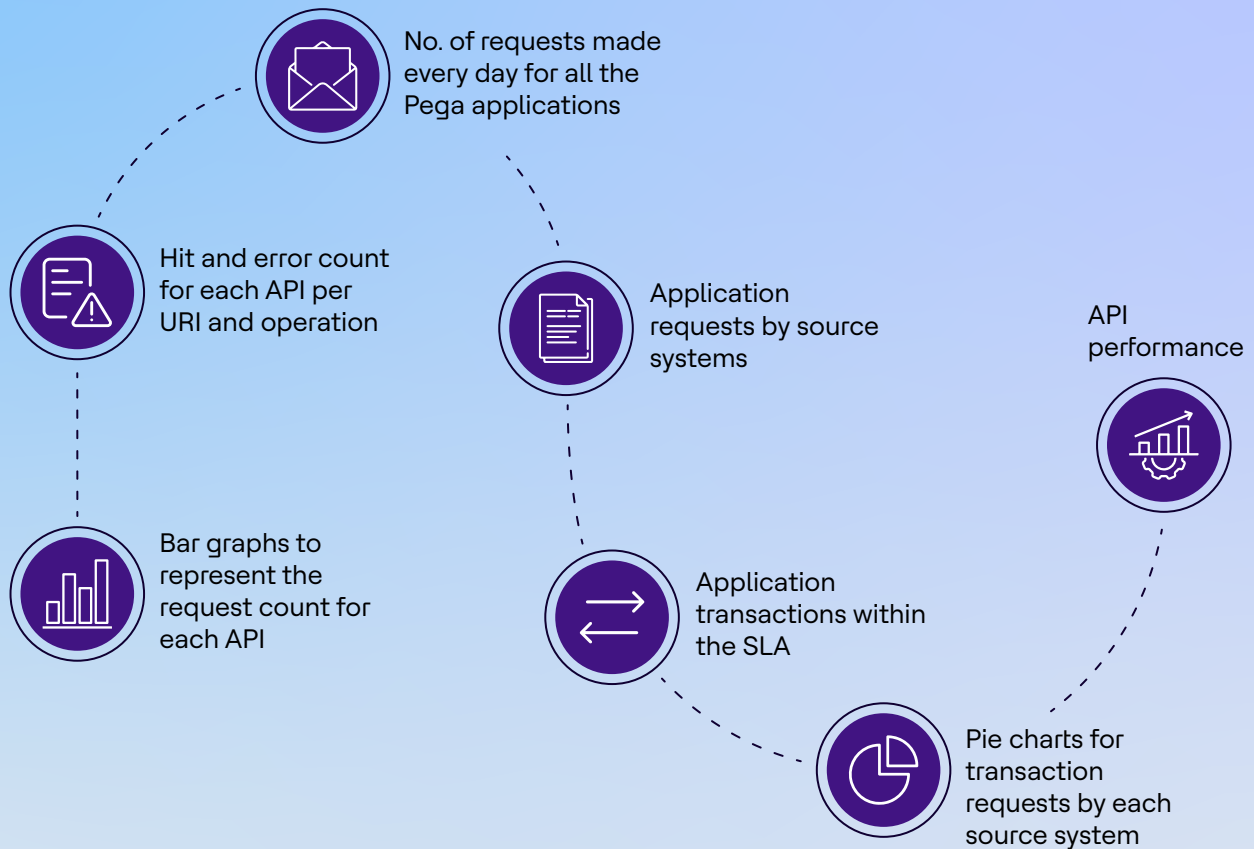 No. of requests made
every day for all the
Pega applications
Hit and error count
for each API per
URI and operation
Application
requests by source
systems
API
performance
Bar graphs to
represent the
request count for
each API
Application
transactions within
the SLA
Pie charts for
transaction
requests by each
source system